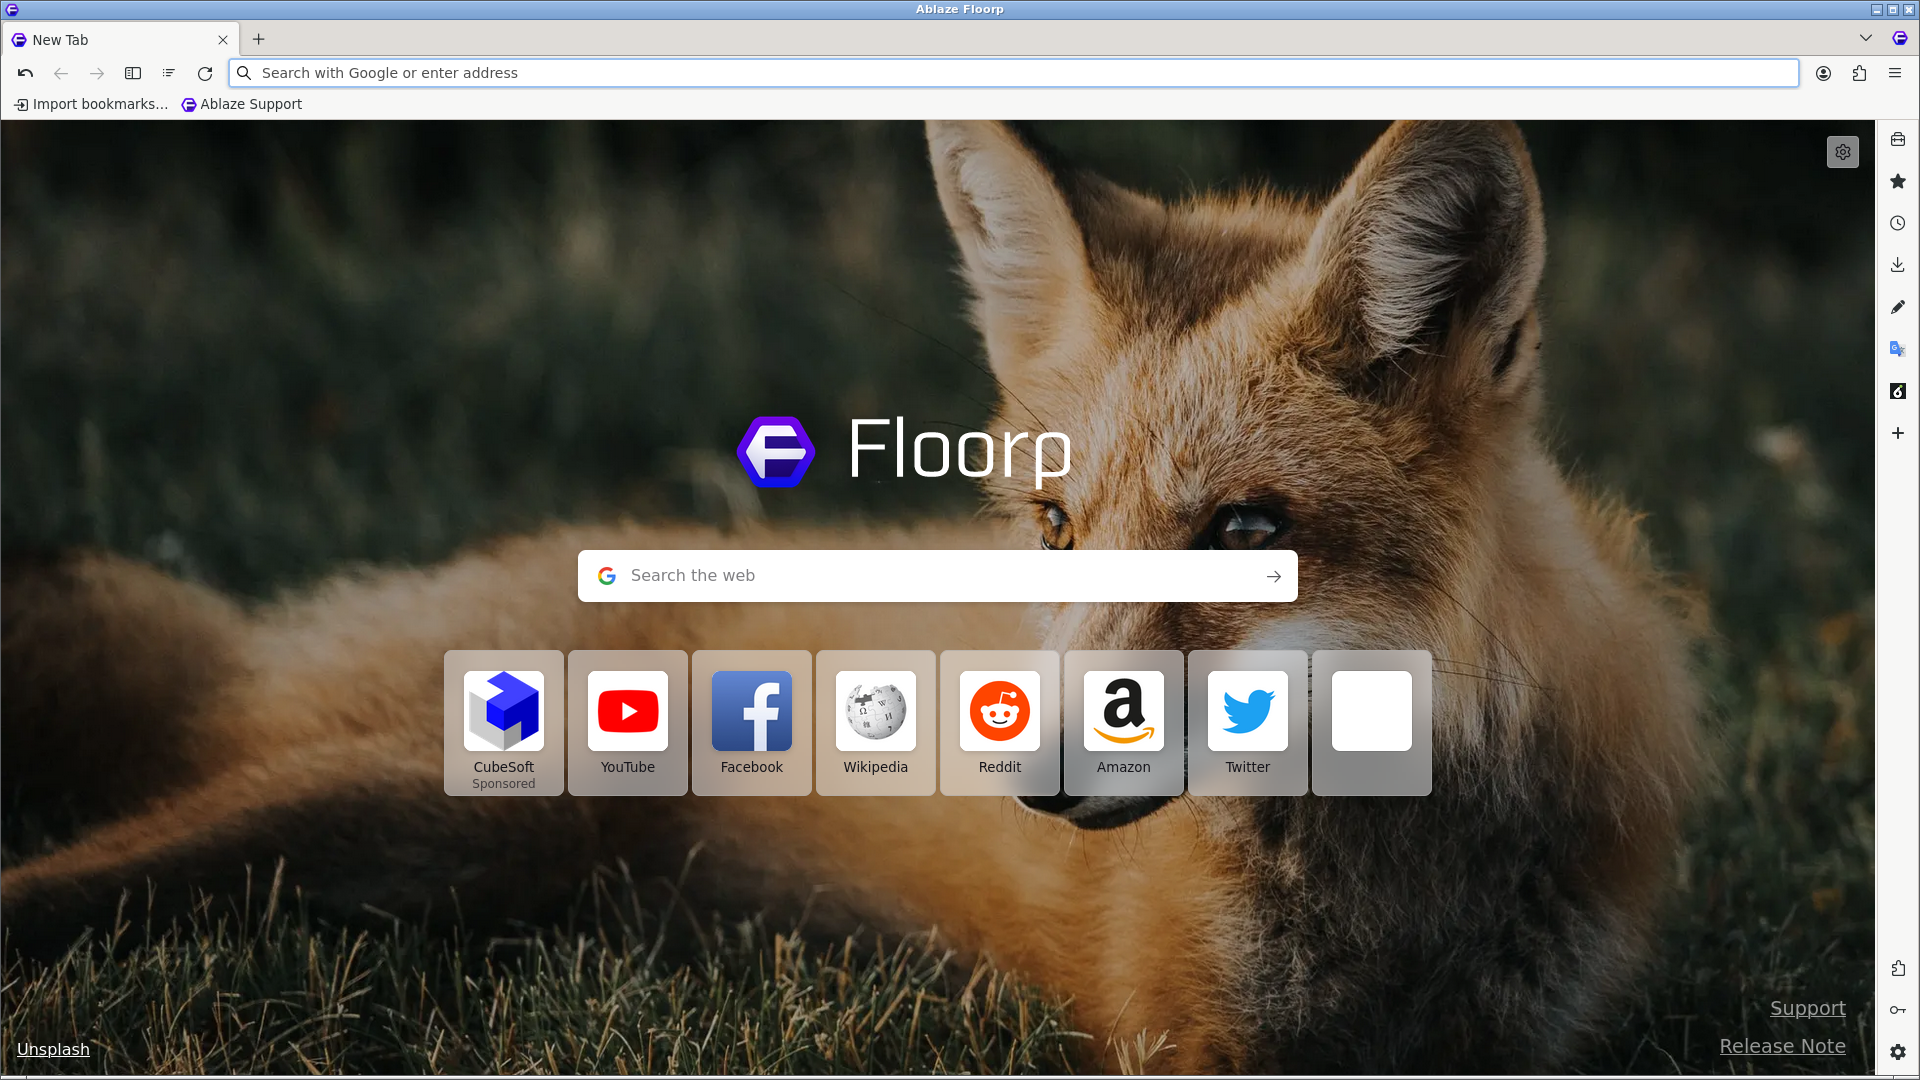 Ablaze Floorp
New Tab
Search with Google or enter address
Import bookmarks...
Ablaze Support
Floorp
Search the web
CubeSoft
Sponsored
YouTube
Facebook
Wikipedia
Reddit
Amazon
Twitter
Support
Unsplash
Release Note